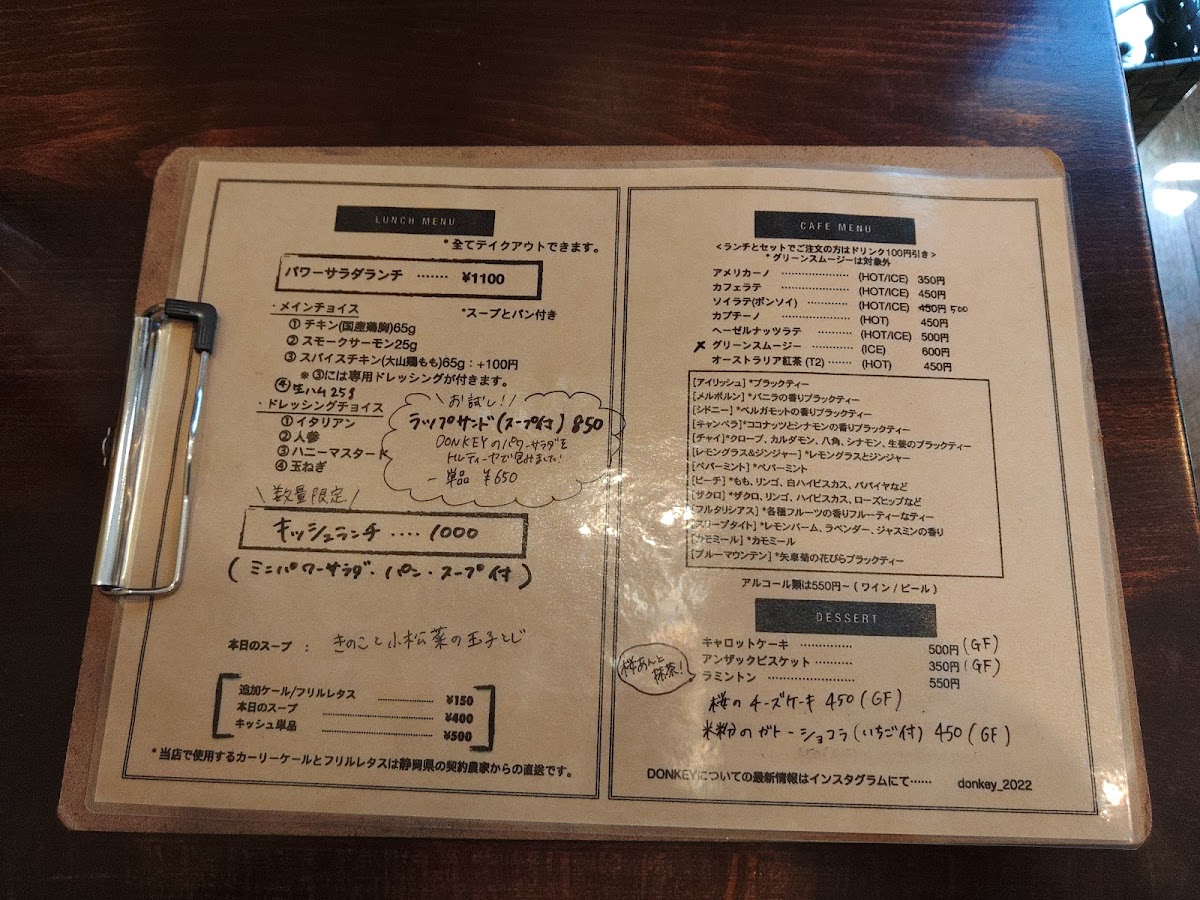 LUNCH MENU
*全てテイクアウトできます。
パワーサラダランチ ······· ¥1100
・メインチョイス
*スープとパン付き
① チキン(国産鶏胸)65g
② スモークサーモン25g
③ スパイスチキン(大山鶏もも)65g：+100円
※③には専用ドレッシングが付きます。
④生ハム25g
・ドレッシングチョイス
①イタリアン
②人参
③ハニーマスタード
④玉ねぎ
\お試し!/
ラップサンド(スープ付) 850
DONKEYのパワーサラダを
トルティーヤで包みました!
単品 ¥650
\数量限定/
キッシュランチ ···· 1000
(ミニパワーサラダ・パン・スープ付)
本日のスープ : きのこと小松菜の玉子とじ
追加ケール/フリルレタス ¥150
本日のスープ ¥400
キッシュ単品 ¥500
*当店で使用するカーリーケールとフリルレタスは静岡県の契約農家からの直送です。
CAFE MENU
<ランチとセットでご注文の方はドリンク100円引き>
*グリーンスムージーは対象外
アメリカーノ (HOT/ICE) 350円
カフェラテ (HOT/ICE) 450円
ソイラテ(ボンソイ) (HOT/ICE) 450円 500
カプチーノ (HOT) 450円
ヘーゼルナッツラテ (HOT/ICE) 500円
✗ グリーンスムージー (ICE) 600円
オーストラリア紅茶 (T2) (HOT) 450円
[アイリッシュ] *ブラックティー
[メルボルン] *バニラの香りブラックティー
[シドニー] *ベルガモットの香りブラックティー
[キャンベラ]*ココナッツとシナモンの香りブラックティー
[チャイ]*クローブ、カルダモン、八角、シナモン、生姜のブラックティー
[レモングラス&ジンジャー] *レモングラスとジンジャー
[ペパーミント] *ペパーミント
[ピーチ] *もも、リンゴ、白ハイビスカス、パパイヤなど
[ザクロ] *ザクロ、リンゴ、ハイビスカス、ローズヒップなど
[フルタリシアス] *各種フルーツの香りフルーティーなティー
[スリープタイト] *レモンバーム、ラベンダー、ジャスミンの香り
[カモミール] *カモミール
[ブルーマウンテン] *矢車菊の花びらブラックティー
アルコール類は550円~ ( ワイン / ビール )
DESSERT
キャロットケーキ 500円 (GF)
アンザックビスケット 350円 (GF)
桜あんと
抹茶!
ラミントン 550円
桜のチーズケーキ 450 (GF)
米粉のガトーショコラ(いちご付) 450 (GF)
DONKEYについての最新情報はインスタグラムにて······ donkey_2022